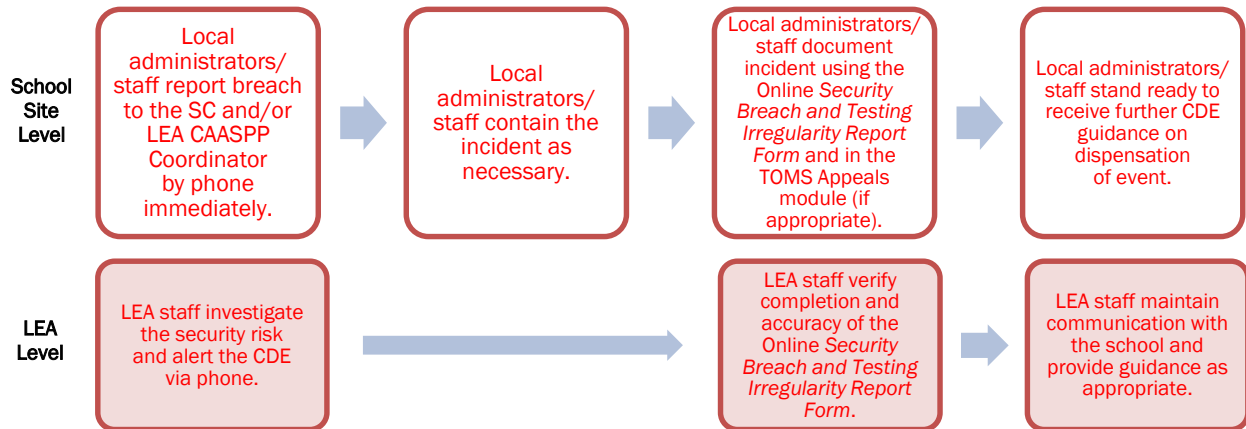 School
Site
Level
Local
administrators/
staff report breach
to the SC and/or
LEA CAASPP
Coordinator
by phone
immediately.
Local
administrators/
staff contain the
incident as
necessary.
Local administrators/
staff document
incident using the
Online Security
Breach and Testing
Irregularity Report
Form and in the
TOMS Appeals
module (if
appropriate).
Local administrators/
staff stand ready to
receive further CDE
guidance on
dispensation
of event.
LEA
Level
LEA staff investigate
the security risk
and alert the CDE
via phone.
LEA staff verify
completion and
accuracy of the
Online Security
Breach and Testing
Irregularity Report
Form.
LEA staff maintain
communication with
the school and
provide guidance as
appropriate.